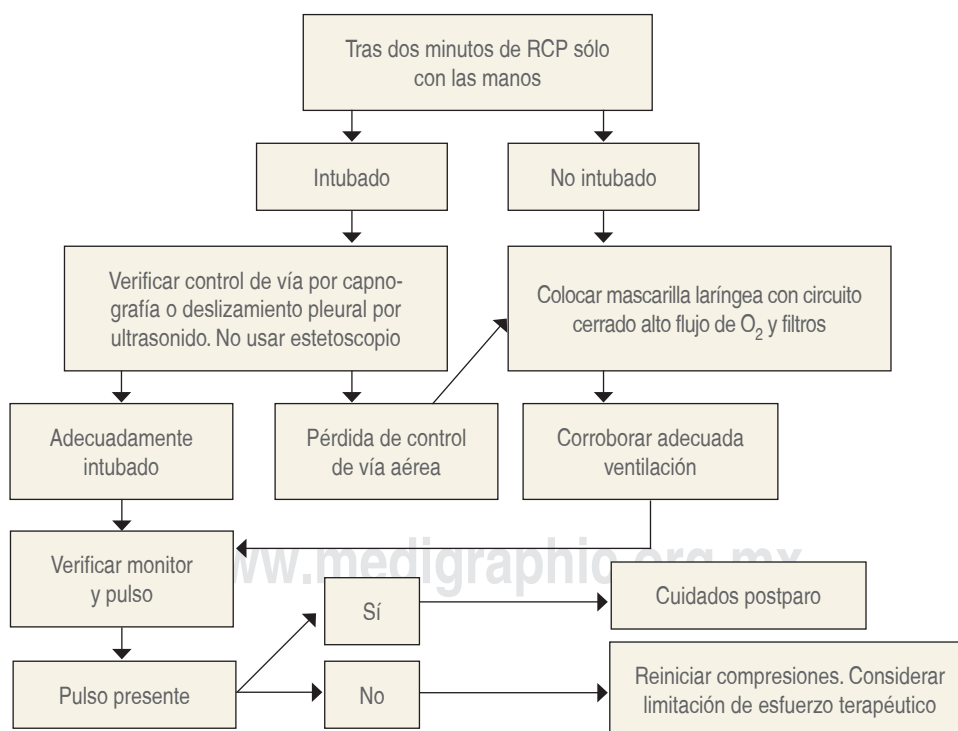 Tras dos minutos de RCP sólo
con las manos
Intubado
No intubado
Verificar control de vía por capno-
grafía o deslizamiento pleural por
ultrasonido. No usar estetoscopio
Colocar mascarilla laríngea con circuito
cerrado alto flujo de O₂ y filtros
Adecuadamente
intubado
Pérdida de control
de vía aérea
Corroborar adecuada
ventilación
Verificar monitor
y pulso
www.medigraphic.org.mx
Sí
Cuidados postparo
Pulso presente
No
Reiniciar compresiones. Considerar
limitación de esfuerzo terapéutico